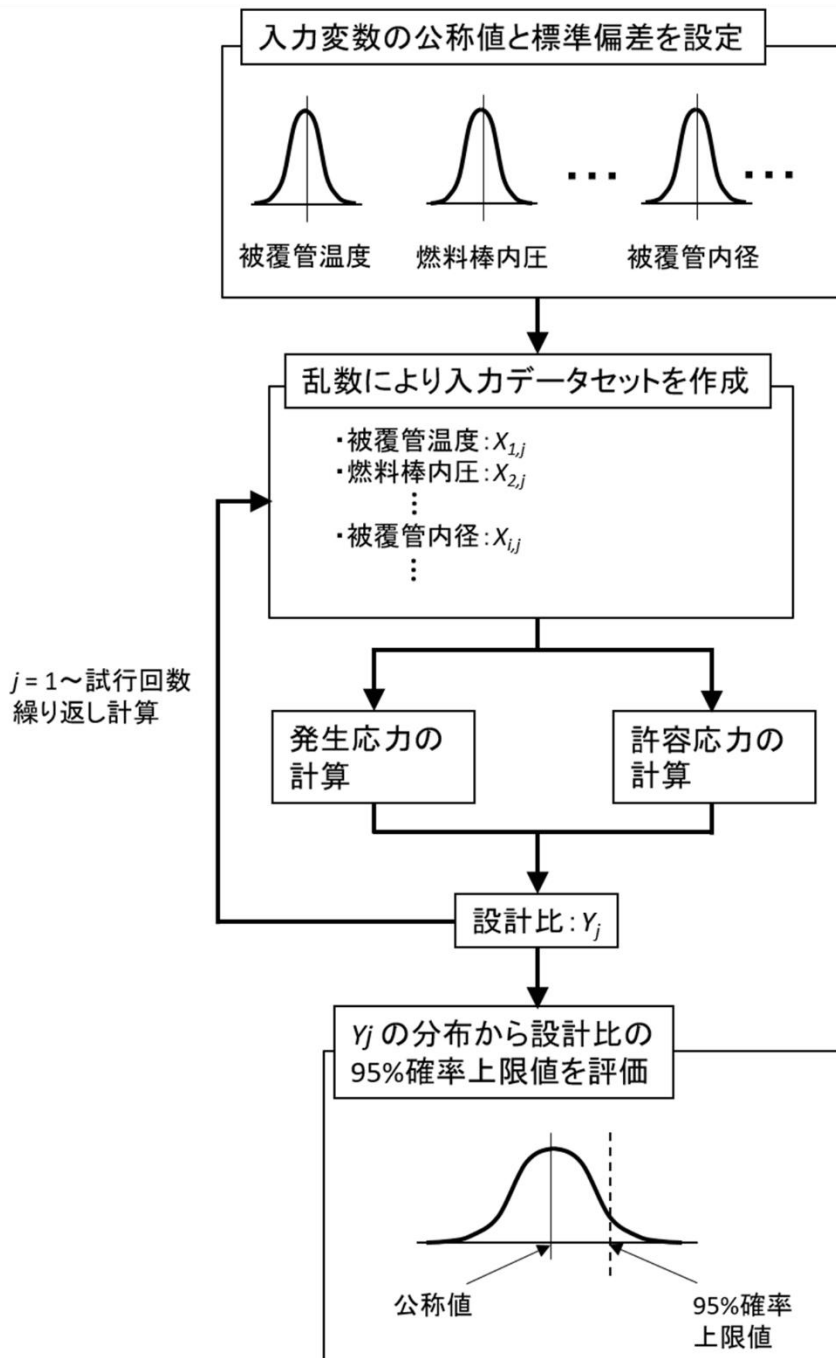 入力変数の公称値と標準偏差を設定
・・・
・・・
被覆管温度
燃料棒内圧
被覆管内径
乱数により入力データセットを作成
・被覆管温度：X1,j
・燃料棒内圧：X2,j
⋮
・被覆管内径：Xi,j
⋮
j = 1～試行回数
繰り返し計算
発生応力の
計算
許容応力の
計算
設計比：Yj
Yj の分布から設計比の
95%確率上限値を評価
公称値
95%確率
上限値